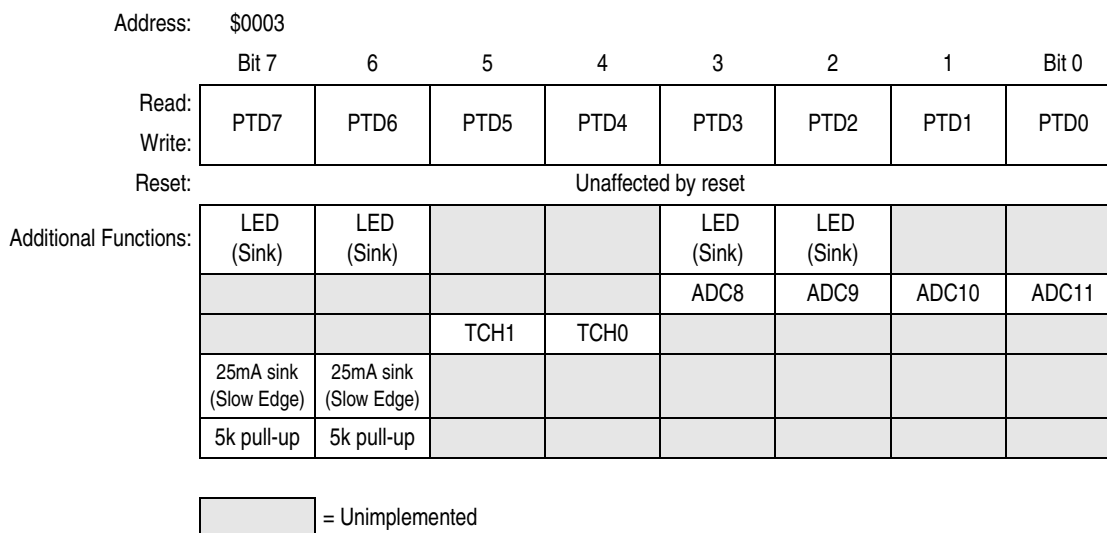 Address: $0003
Bit 7 6 5 4 3 2 1 Bit 0
Read:
PTD7 PTD6 PTD5 PTD4 PTD3 PTD2 PTD1 PTD0
Write:
Reset: Unaffected by reset
Additional Functions: LED LED LED LED
(Sink) (Sink) (Sink) (Sink)
ADC8 ADC9 ADC10 ADC11
TCH1 TCH0
25mA sink 25mA sink
(Slow Edge) (Slow Edge)
5k pull-up 5k pull-up
= Unimplemented